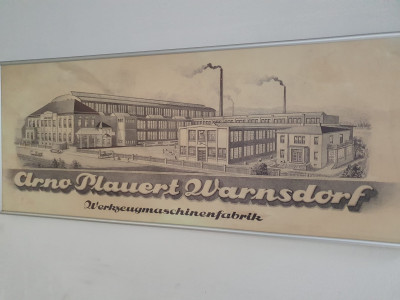 Arno Plauert Warnsdorf
Werkzeugmaschinenfabrik